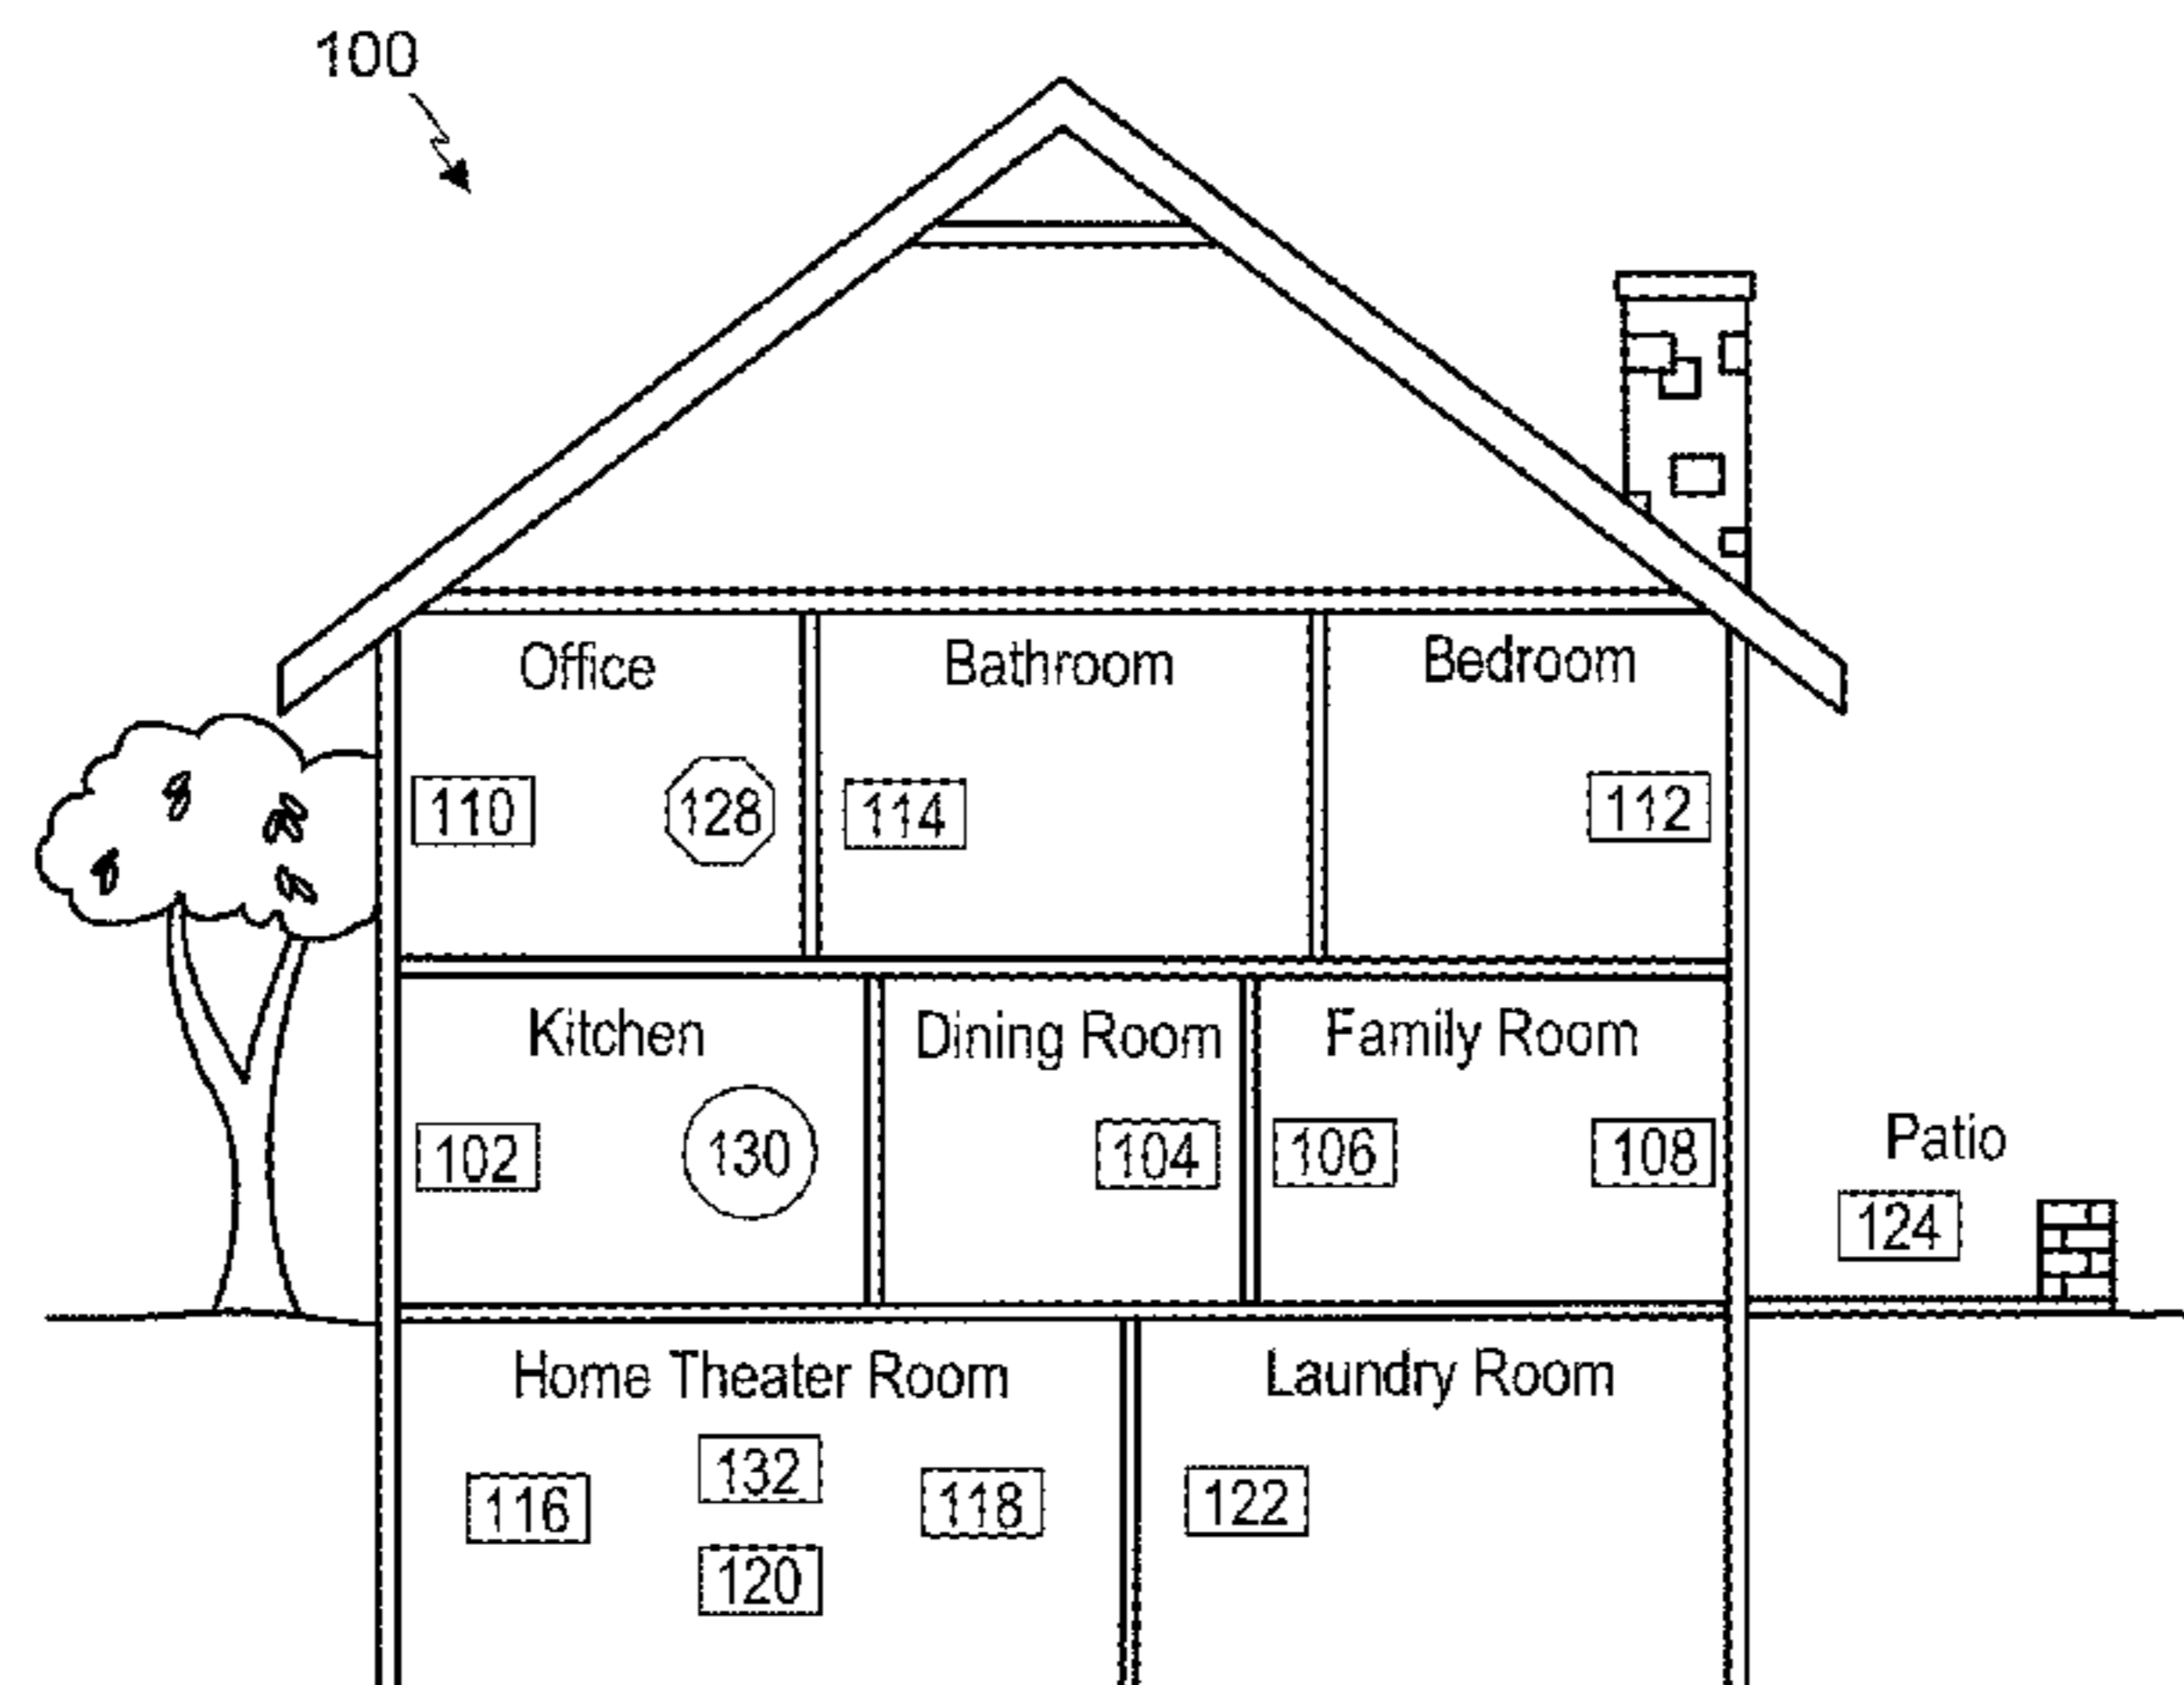 100
Office
Bathroom
Bedroom
110
128
114
112
Kitchen
Dining Room
Family Room
102
130
104
106
108
Patio
124
Home Theater Room
Laundry Room
132
116
118
122
120